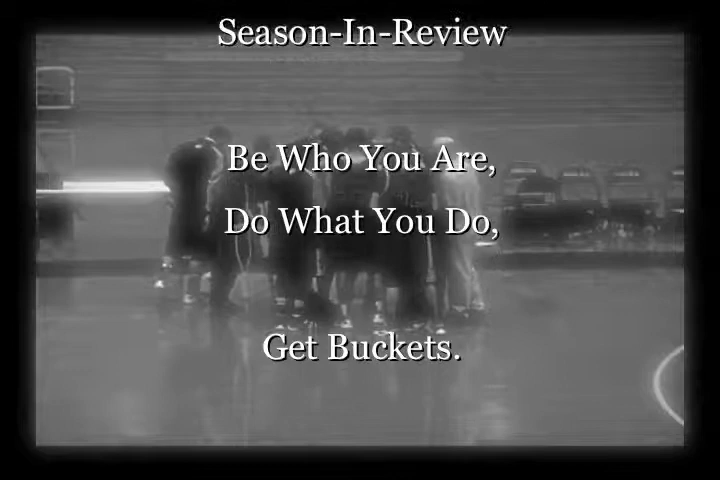 Season-In-Review
Be Who You Are,
Do What You Do,
Get Buckets.